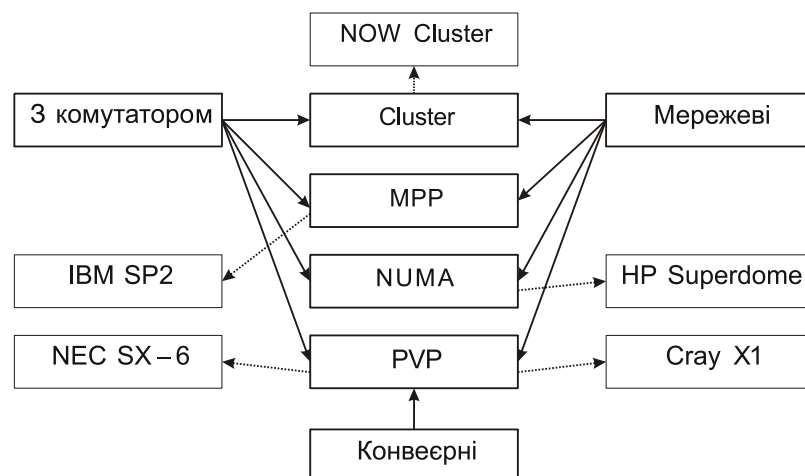 NOW Cluster
З комутатором
Cluster
Мережеві
MPP
IBM SP2
NUMA
HP Superdome
NEC SX–6
PVP
Cray X1
Конвеєрні